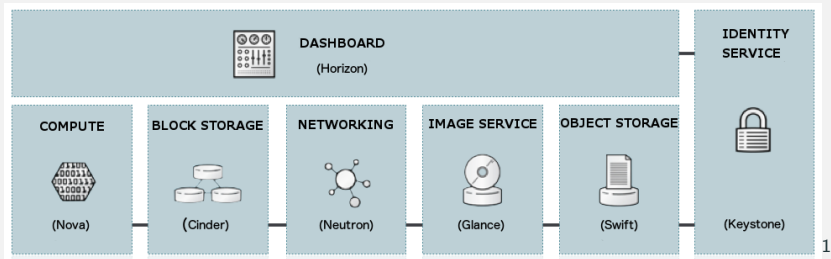 DASHBOARD
(Horizon)
IDENTITY
SERVICE
(Keystone)
COMPUTE
(Nova)
BLOCK STORAGE
(Cinder)
NETWORKING
(Neutron)
IMAGE SERVICE
(Glance)
OBJECT STORAGE
(Swift)
1